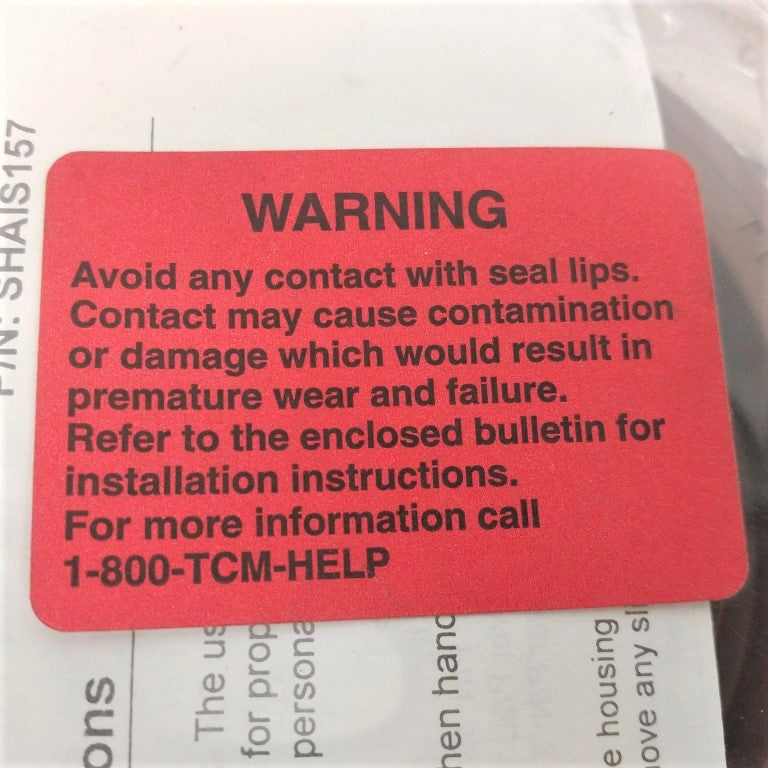 WARNING
Avoid any contact with seal lips.
Contact may cause contamination
or damage which would result in
premature wear and failure.
Refer to the enclosed bulletin for
installation instructions.
For more information call
1-800-TCM-HELP
P/N: SHAIS157
ons
The us
for prop
persona
hen hand
e housing
ove any sl